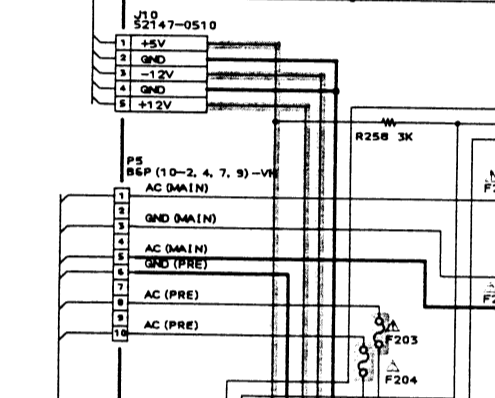 J10
52147-0510
1 +5V
2 GND
3 -12V
4 GND
5 +12V
R258 3K
P5
B6P (10-2, 4, 7, 9) -VH
1 AC (MAIN)
2
3 GND (MAIN)
4
5 AC (MAIN)
6 GND (PRE)
7
8 AC (PRE)
9
10 AC (PRE)
F203
F204